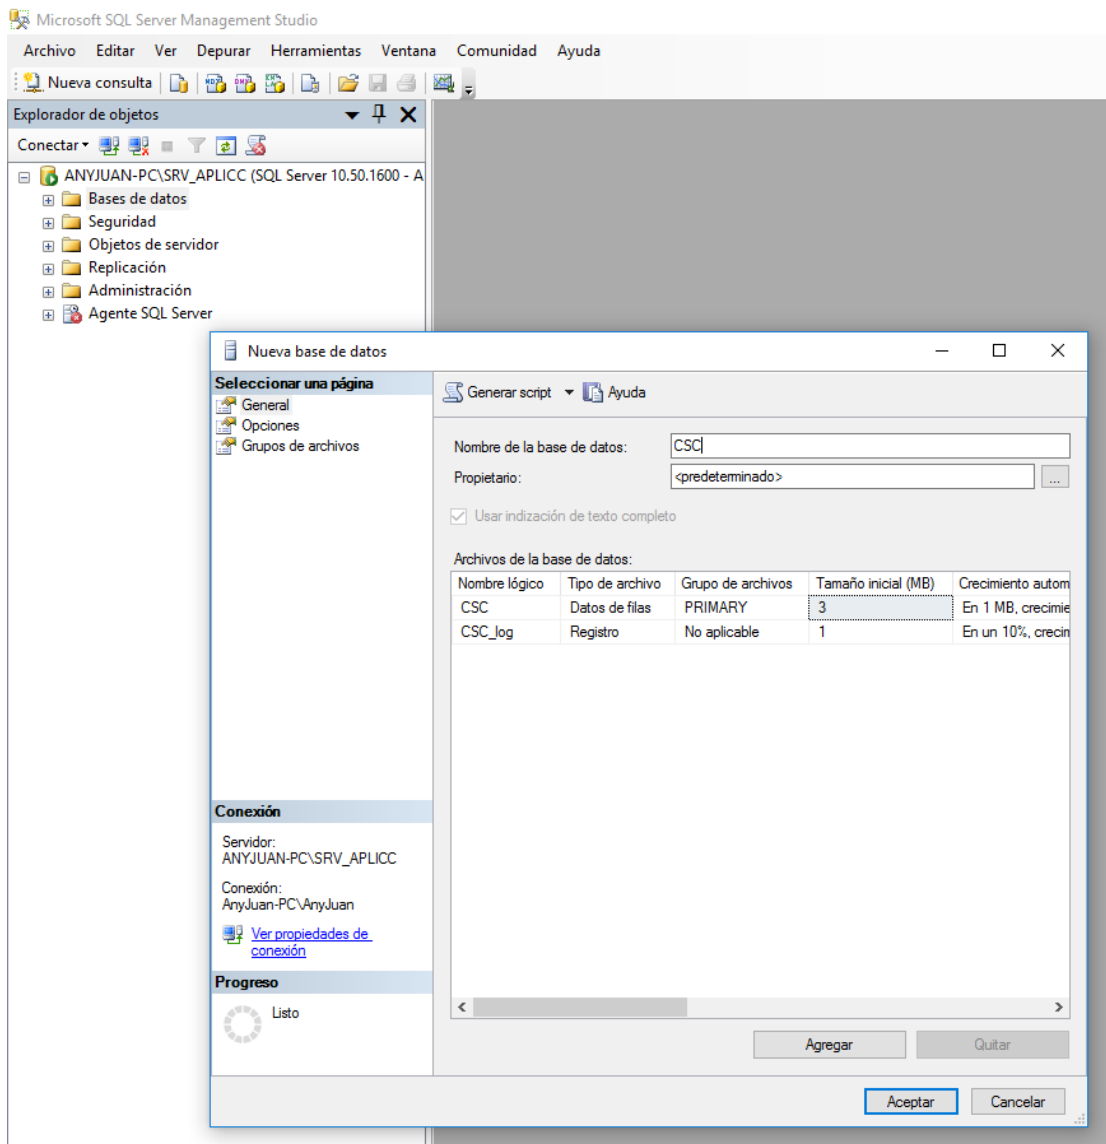 Microsoft SQL Server Management Studio
Archivo Editar Ver Depurar Herramientas Ventana Comunidad Ayuda
Nueva consulta
Explorador de objetos
Conectar
ANYJUAN-PC\SRV_APLICC (SQL Server 10.50.1600 - A
Bases de datos
Seguridad
Objetos de servidor
Replicación
Administración
Agente SQL Server
Nueva base de datos
Seleccionar una página
General
Opciones
Grupos de archivos
Generar script Ayuda
Nombre de la base de datos: CSC
Propietario: <predeterminado> ...
Usar indización de texto completo
Archivos de la base de datos:
Nombre lógico Tipo de archivo Grupo de archivos Tamaño inicial (MB) Crecimiento autom
CSC Datos de filas PRIMARY 3 En 1 MB, crecimie
CSC_log Registro No aplicable 1 En un 10%, crecin
Conexión
Servidor:
ANYJUAN-PC\SRV_APLICC
Conexión:
AnyJuan-PC\AnyJuan
Ver propiedades de
conexión
Progreso
Listo
Agregar Quitar
Aceptar Cancelar